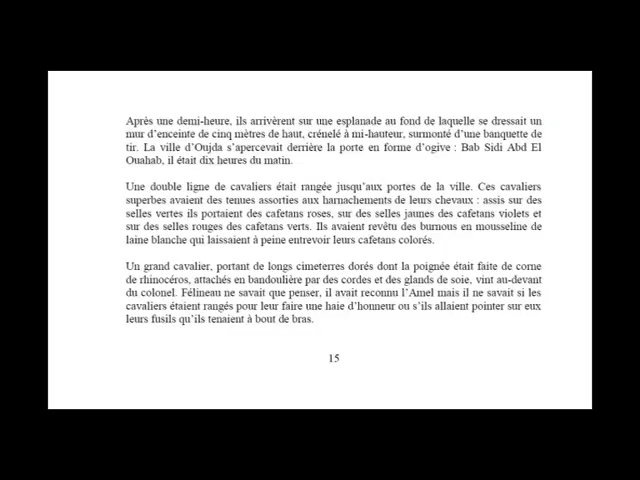 Après une demi-heure, ils arrivèrent sur une esplanade au fond de laquelle se dressait un
mur d’enceinte de cinq mètres de haut, crénelé à mi-hauteur, surmonté d’une banquette de
tir. La ville d’Oujda s’apercevait derrière la porte en forme d’ogive : Bab Sidi Abd El
Ouahab, il était dix heures du matin.
Une double ligne de cavaliers était rangée jusqu’aux portes de la ville. Ces cavaliers
superbes avaient des tenues assorties aux harnachements de leurs chevaux : assis sur des
selles vertes ils portaient des cafetans roses, sur des selles jaunes des cafetans violets et
sur des selles rouges des cafetans verts. Ils avaient revêtu des burnous en mousseline de
laine blanche qui laissaient à peine entrevoir leurs cafetans colorés.
Un grand cavalier, portant de longs cimeterres dorés dont la poignée était faite de corne
de rhinocéros, attachés en bandoulière par des cordes et des glands de soie, vint au-devant
du colonel. Félineau ne savait que penser, il avait reconnu l’Amel mais il ne savait si les
cavaliers étaient rangés pour leur faire une haie d’honneur ou s’ils allaient pointer sur eux
leurs fusils qu’ils tenaient à bout de bras.
15